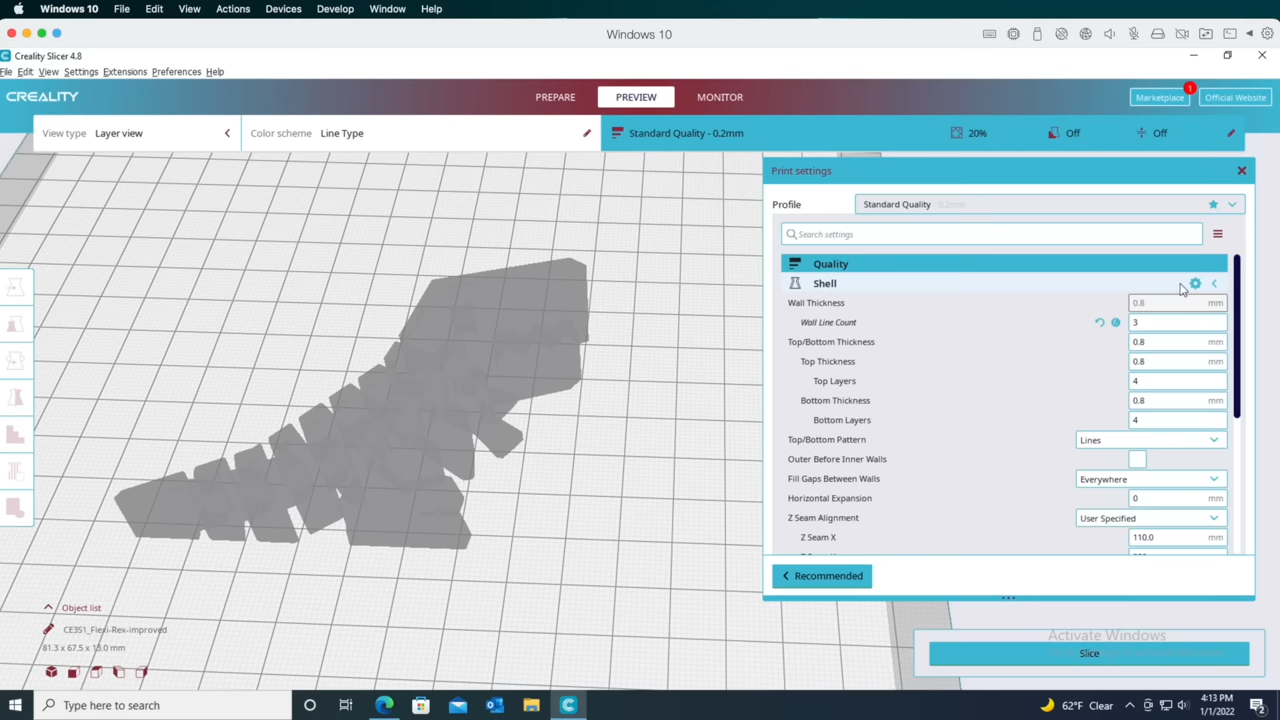 Windows 10 File Edit View Actions Devices Develop Window Help
Windows 10
Creality Slicer 4.8
File Edit View Settings Extensions Preferences Help
CREALITY PREPARE PREVIEW MONITOR Marketplace 1 Official Website
View type Layer view Color scheme Line Type Standard Quality - 0.2mm 20% Off Off
Print settings
Profile Standard Quality - 0.2mm
Search settings
Quality
Shell
Wall Thickness 0.8 mm
Wall Line Count 3
Top/Bottom Thickness 0.8 mm
Top Thickness 0.8 mm
Top Layers 4
Bottom Thickness 0.8 mm
Bottom Layers 4
Top/Bottom Pattern Lines
Outer Before Inner Walls
Fill Gaps Between Walls Everywhere
Horizontal Expansion 0 mm
Z Seam Alignment User Specified
Z Seam X 110.0 mm
Recommended
Object list
CE3S1_Flexi-Rex-improved
81.3 x 67.5 x 13.0 mm
Activate Windows
Slice
Type here to search
62°F Clear
4:13 PM
1/1/2022
2